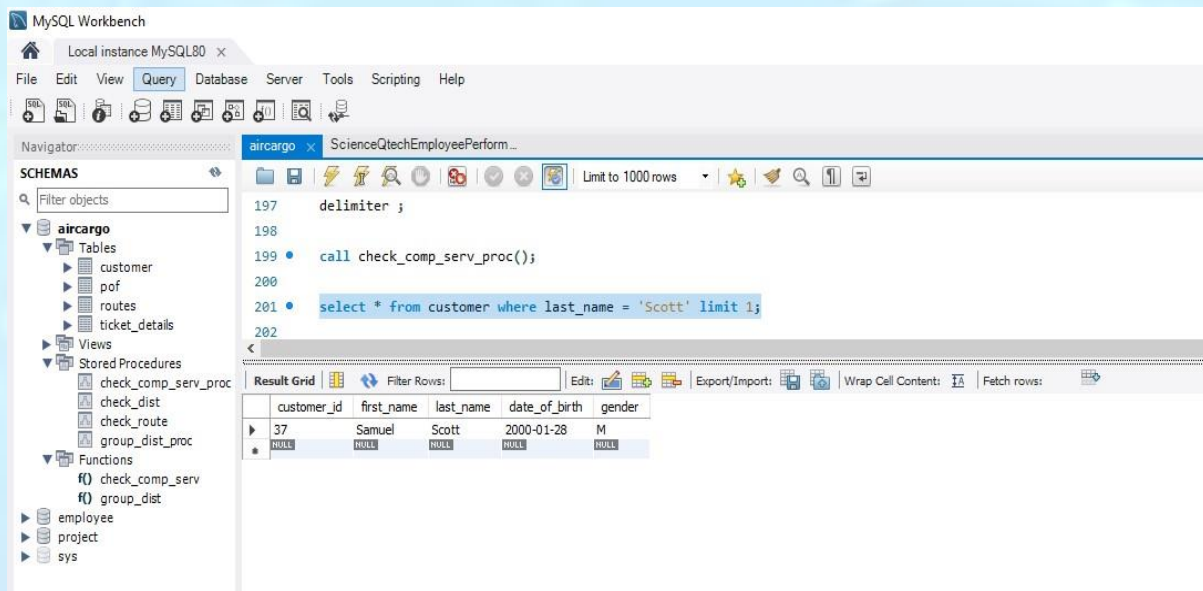 MySQL Workbench
Local instance MySQL80 ×
File Edit View Query Database Server Tools Scripting Help
Navigator
SCHEMAS
Filter objects
aircargo
Tables
customer
pof
routes
ticket_details
Views
Stored Procedures
check_comp_serv_proc
check_dist
check_route
group_dist_proc
Functions
f() check_comp_serv
f() group_dist
employee
project
sys
aircargo × ScienceQtechEmployeePerform...
Limit to 1000 rows
197 delimiter ;
198
199 call check_comp_serv_proc();
200
201 select * from customer where last_name = 'Scott' limit 1;
202
Result Grid Filter Rows: Edit: Export/Import: Wrap Cell Content: IA Fetch rows:
customer_id first_name last_name date_of_birth gender
37 Samuel Scott 2000-01-28 M
NULL NULL NULL NULL NULL